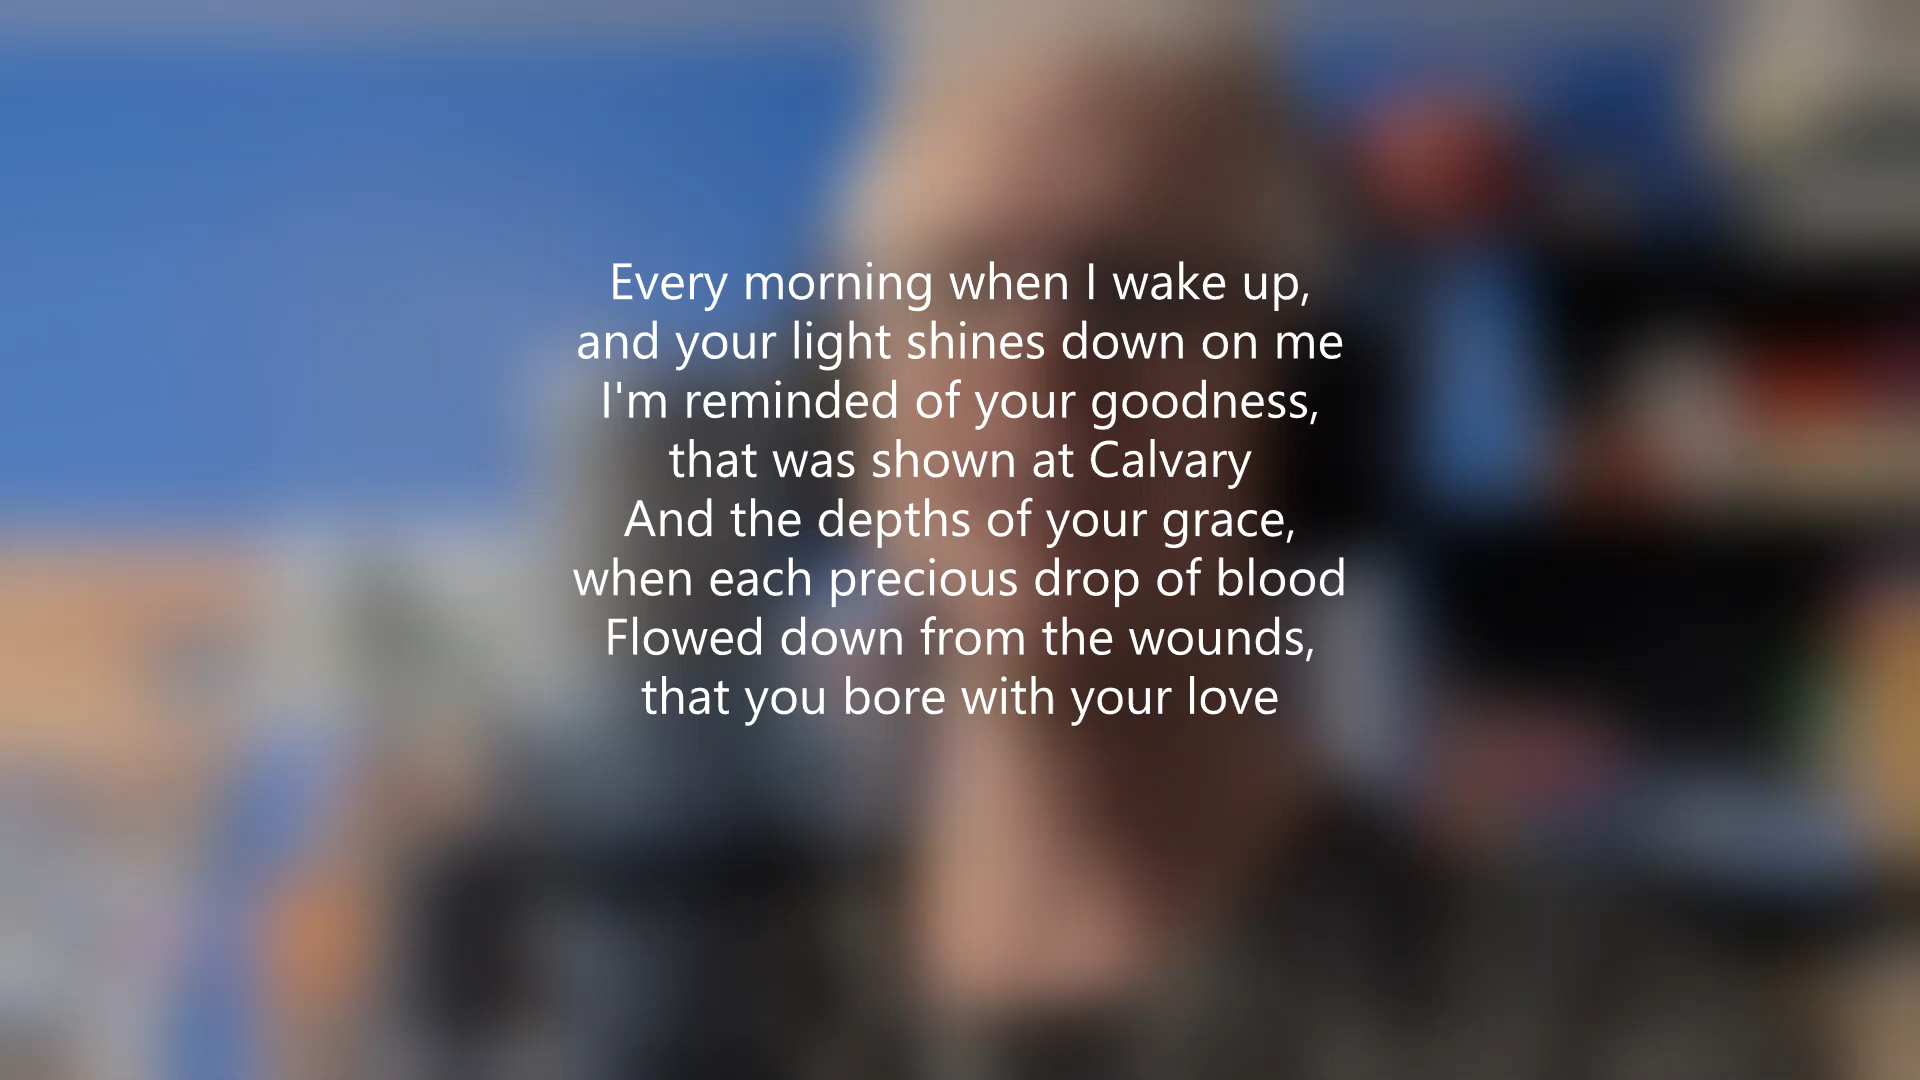 Every morning when I wake up,
and your light shines down on me
I'm reminded of your goodness,
that was shown at Calvary
And the depths of your grace,
when each precious drop of blood
Flowed down from the wounds,
that you bore with your love